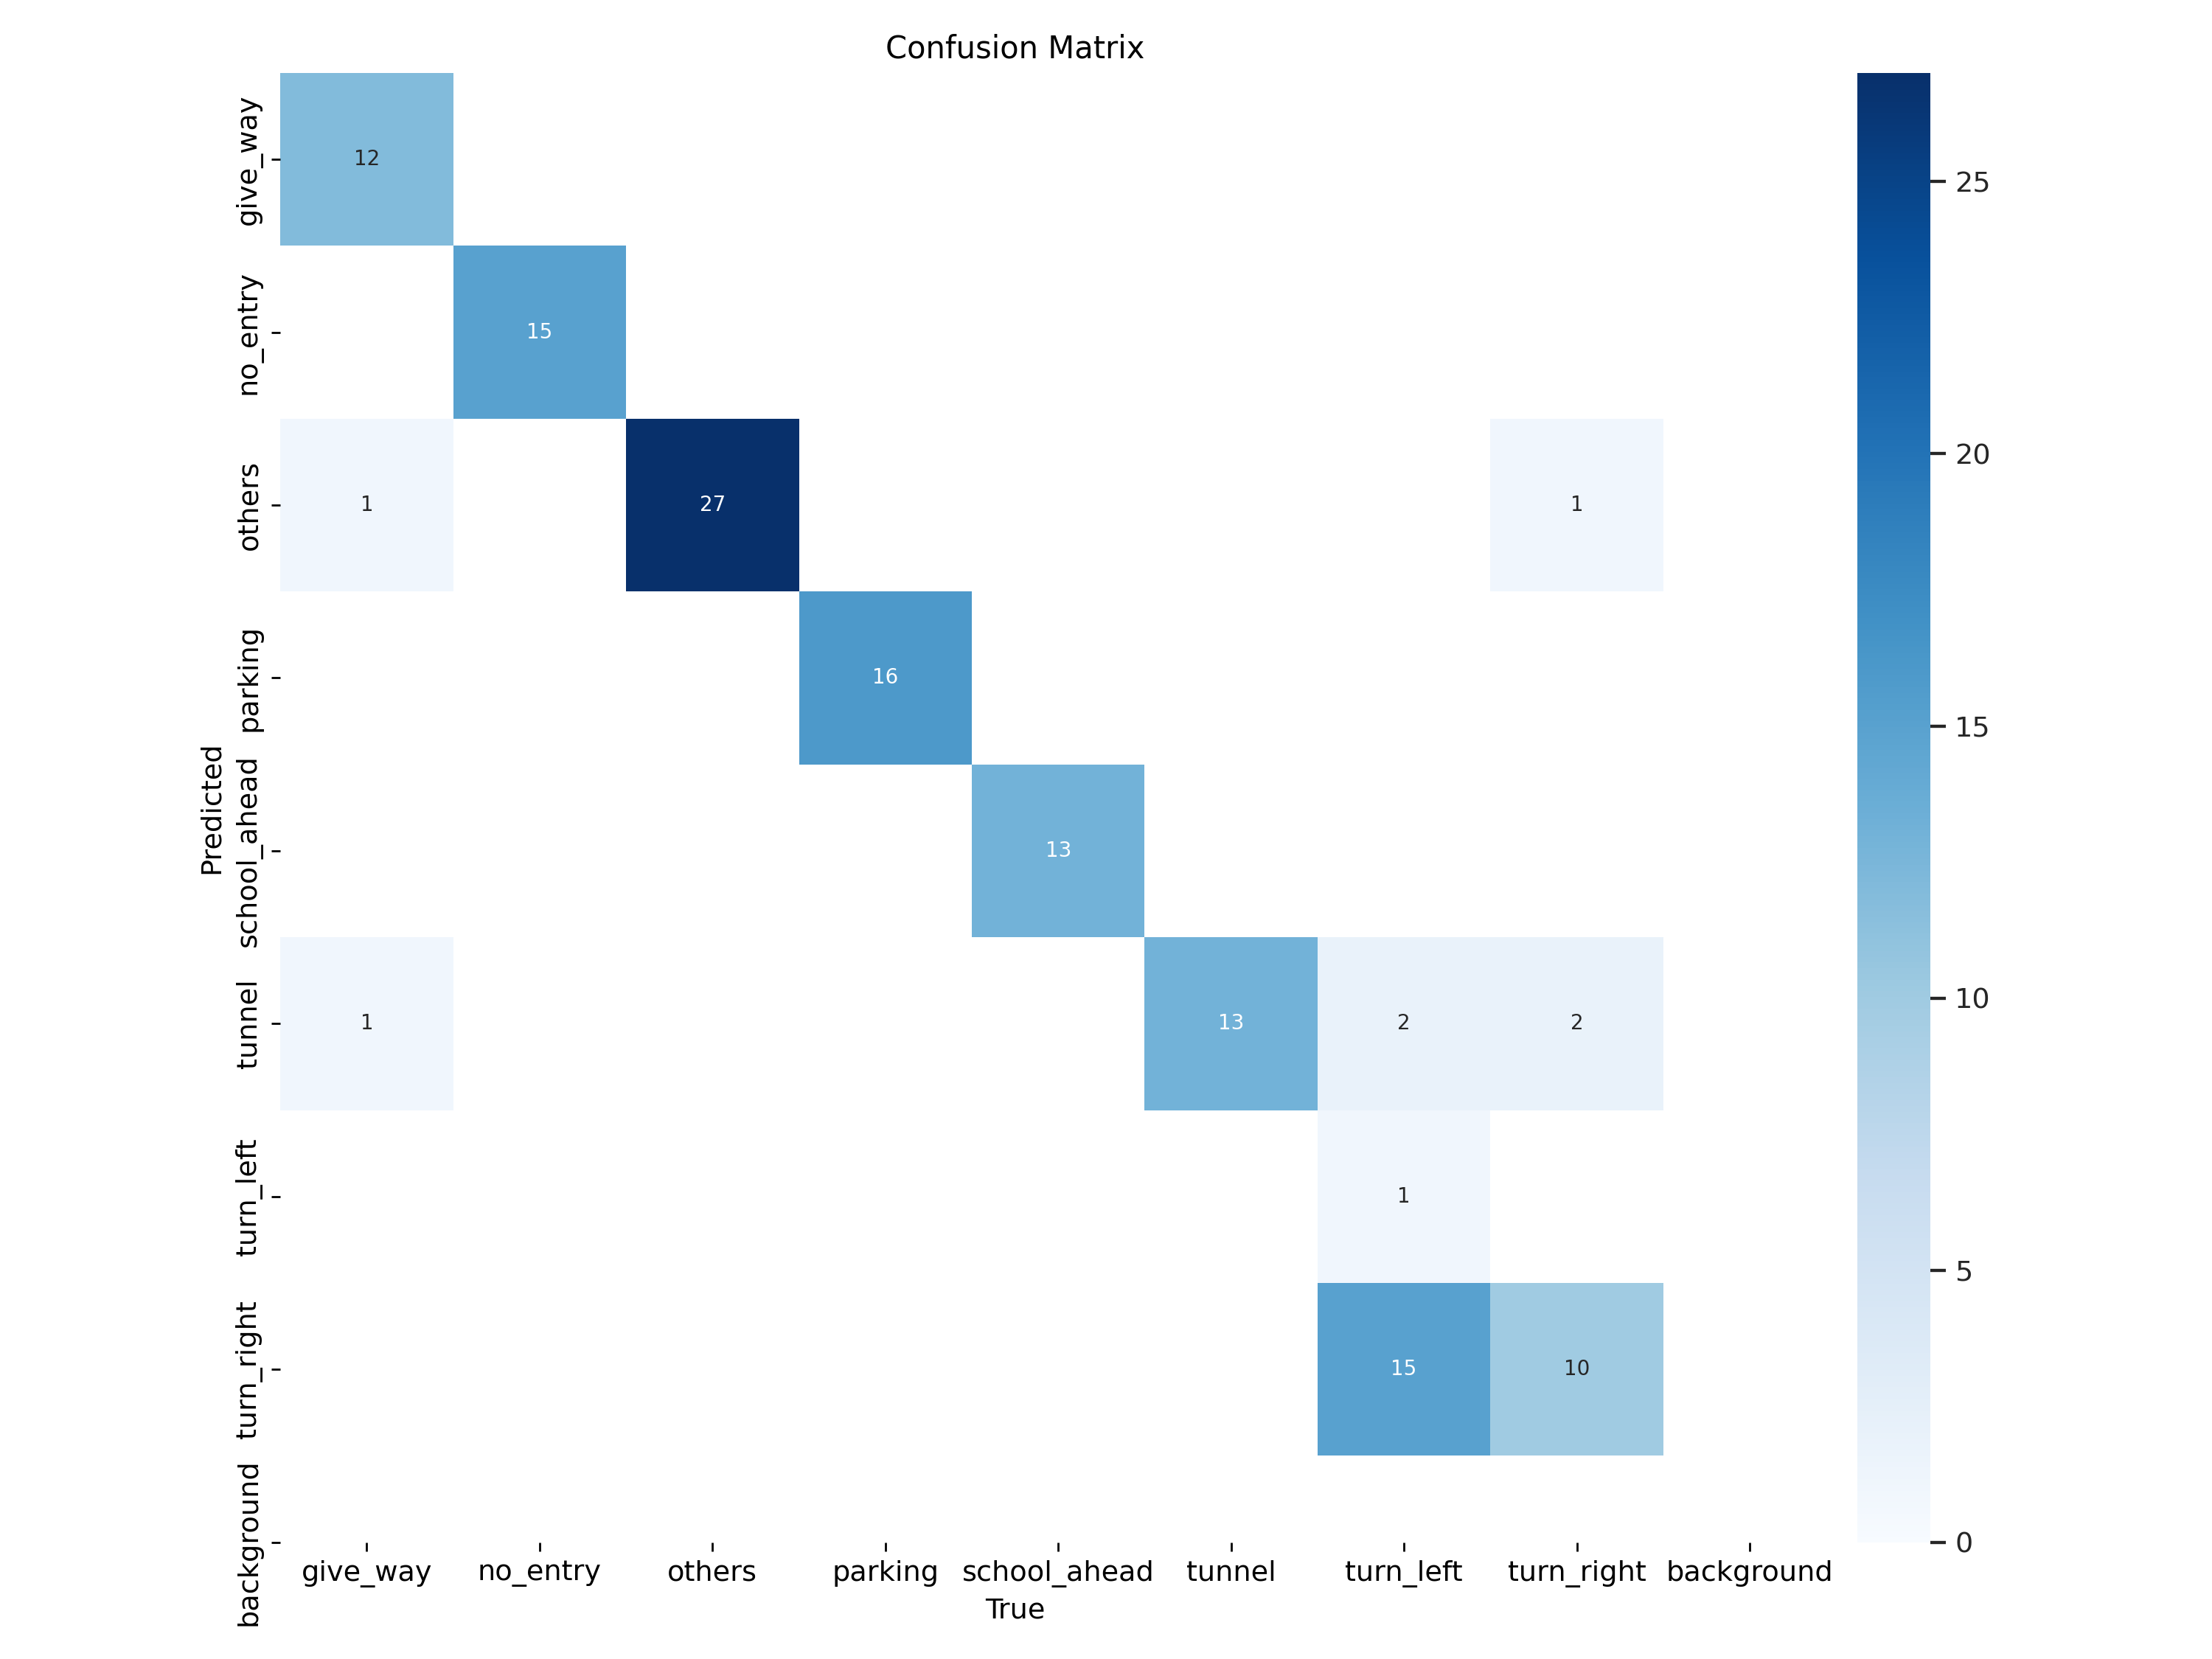 Confusion Matrix
give_way
12
no_entry
15
others
1
27
1
parking
16
school_ahead
13
tunnel
1
13
2
2
turn_left
1
turn_right
15
10
background
Predicted
give_way
no_entry
others
parking
school_ahead
tunnel
turn_left
turn_right
background
True
25
20
15
10
5
0